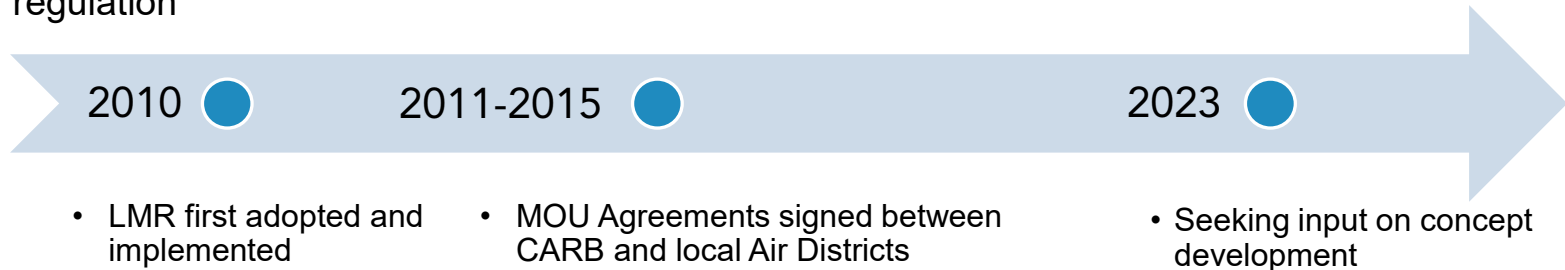 regulation
2010
2011-2015
2023
• LMR first adopted and
implemented
• MOU Agreements signed between
CARB and local Air Districts
• Seeking input on concept
development